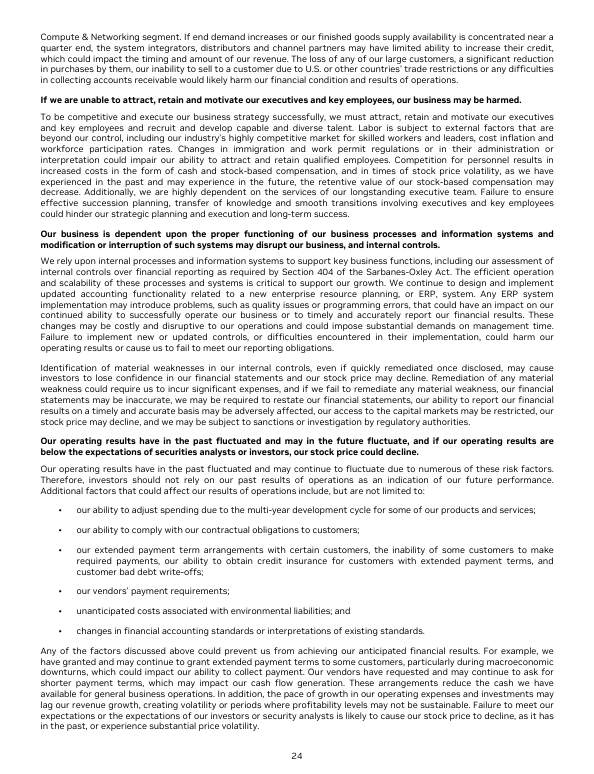 Compute & Networking segment. If end demand increases or our finished goods supply availability is concentrated near a
quarter end, the system integrators, distributors and channel partners may have limited ability to increase their credit,
which could impact the timing and amount of our revenue. The loss of any of our large customers, a significant reduction
in purchases by them, our inability to sell to a customer due to U.S. or other countries' trade restrictions or any difficulties
in collecting accounts receivable would likely harm our financial condition and results of operations.
If we are unable to attract, retain and motivate our executives and key employees, our business may be harmed.
To be competitive and execute our business strategy successfully, we must attract, retain and motivate our executives
and key employees and recruit and develop capable and diverse talent. Labor is subject to external factors that are
beyond our control, including our industry's highly competitive market for skilled workers and leaders, cost inflation and
workforce participation rates. Changes in immigration and work permit regulations or in their administration or
interpretation could impair our ability to attract and retain qualified employees. Competition for personnel results in
increased costs in the form of cash and stock-based compensation, and in times of stock price volatility, as we have
experienced in the past and may experience in the future, the retentive value of our stock-based compensation may
decrease. Additionally, we are highly dependent on the services of our longstanding executive team. Failure to ensure
effective succession planning, transfer of knowledge and smooth transitions involving executives and key employees
could hinder our strategic planning and execution and long-term success.
Our business is dependent upon the proper functioning of our business processes and information systems and
modification or interruption of such systems may disrupt our business, and internal controls.
We rely upon internal processes and information systems to support key business functions, including our assessment of
internal controls over financial reporting as required by Section 404 of the Sarbanes-Oxley Act. The efficient operation
and scalability of these processes and systems is critical to support our growth. We continue to design and implement
updated accounting functionality related to a new enterprise resource planning, or ERP, system. Any ERP system
implementation may introduce problems, such as quality issues or programming errors, that could have an impact on our
continued ability to successfully operate our business or to timely and accurately report our financial results. These
changes may be costly and disruptive to our operations and could impose substantial demands on management time.
Failure to implement new or updated controls, or difficulties encountered in their implementation, could harm our
operating results or cause us to fail to meet our reporting obligations.
Identification of material weaknesses in our internal controls, even if quickly remediated once disclosed, may cause
investors to lose confidence in our financial statements and our stock price may decline. Remediation of any material
weakness could require us to incur significant expenses, and if we fail to remediate any material weakness, our financial
statements may be inaccurate, we may be required to restate our financial statements, our ability to report our financial
results on a timely and accurate basis may be adversely affected, our access to the capital markets may be restricted, our
stock price may decline, and we may be subject to sanctions or investigation by regulatory authorities.
Our operating results have in the past fluctuated and may in the future fluctuate, and if our operating results are
below the expectations of securities analysts or investors, our stock price could decline.
Our operating results have in the past fluctuated and may continue to fluctuate due to numerous of these risk factors.
Therefore, investors should not rely on our past results of operations as an indication of our future performance.
Additional factors that could affect our results of operations include, but are not limited to:
• our ability to adjust spending due to the multi-year development cycle for some of our products and services;
• our ability to comply with our contractual obligations to customers;
• our extended payment term arrangements with certain customers, the inability of some customers to make
required payments, our ability to obtain credit insurance for customers with extended payment terms, and
customer bad debt write-offs;
• our vendors' payment requirements;
• unanticipated costs associated with environmental liabilities; and
• changes in financial accounting standards or interpretations of existing standards.
Any of the factors discussed above could prevent us from achieving our anticipated financial results. For example, we
have granted and may continue to grant extended payment terms to some customers, particularly during macroeconomic
downturns, which could impact our ability to collect payment. Our vendors have requested and may continue to ask for
shorter payment terms, which may impact our cash flow generation. These arrangements reduce the cash we have
available for general business operations. In addition, the pace of growth in our operating expenses and investments may
lag our revenue growth, creating volatility or periods where profitability levels may not be sustainable. Failure to meet our
expectations or the expectations of our investors or security analysts is likely to cause our stock price to decline, as it has
in the past, or experience substantial price volatility.
24